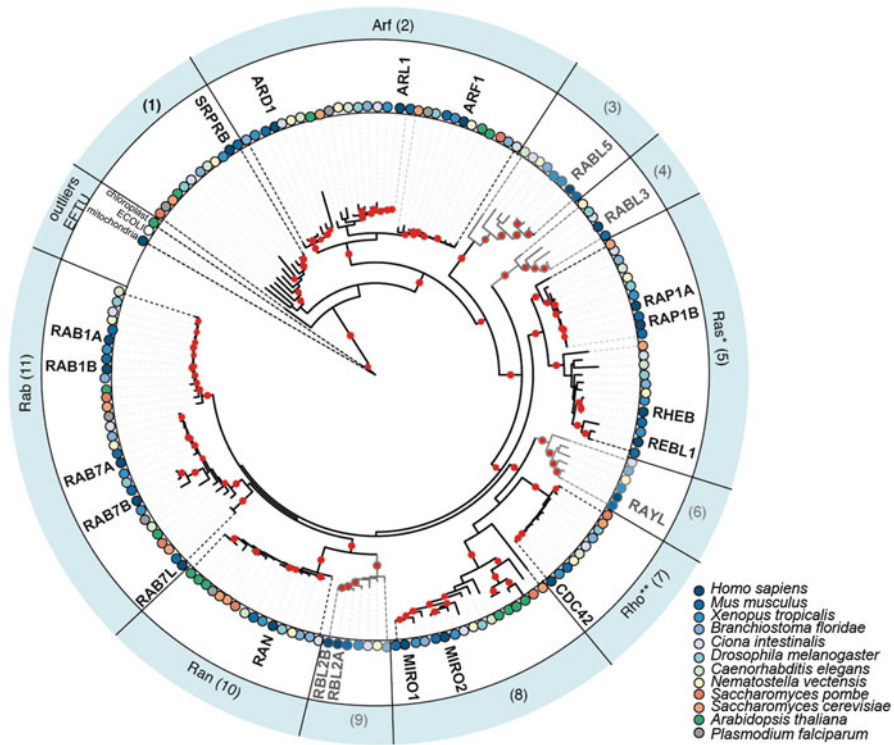 Arf (2)
(3)
(4)
Ras* (5)
(6)
Rho** (7)
(8)
(9)
Ran (10)
Rab (11)
outliers
EFTU
(1)
chloroplast
ECOLI
mitochondria
SRPRB
ARD1
ARL1
ARF1
RABL5
RABL3
RAP1A
RAP1B
RHEB
REBL1
RAYL
CDC42
MIRO2
MIRO1
RBL2A
RBL2B
RAN
RAB7L
RAB7B
RAB7A
RAB1B
RAB1A
Homo sapiens
Mus musculus
Xenopus tropicalis
Branchiostoma floridae
Ciona intestinalis
Drosophila melanogaster
Caenorhabditis elegans
Nematostella vectensis
Saccharomyces pombe
Saccharomyces cerevisiae
Arabidopsis thaliana
Plasmodium falciparum